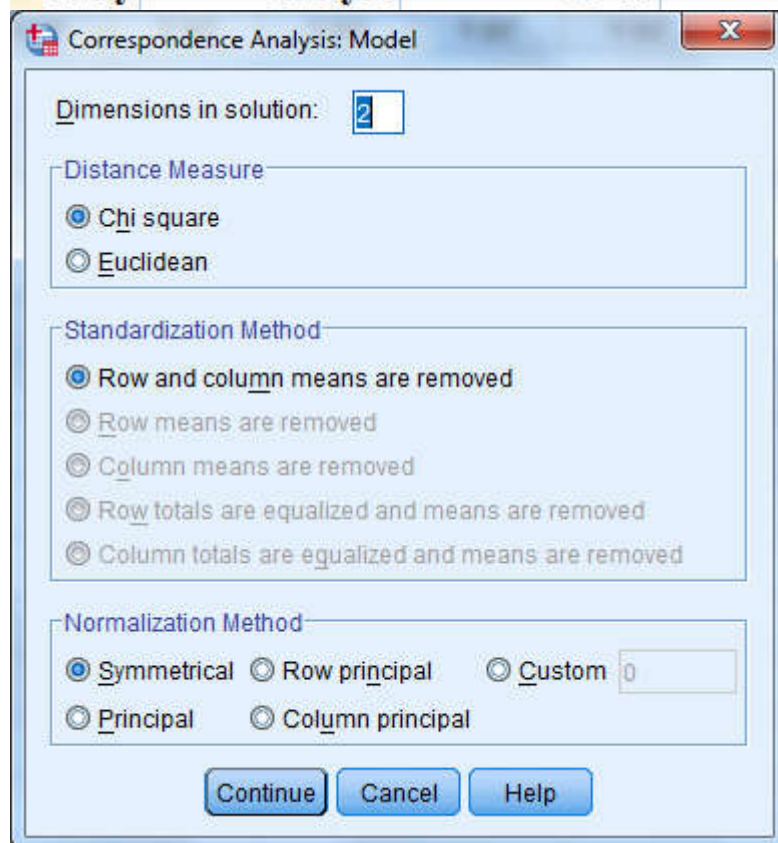 Correspondence Analysis: Model
Dimensions in solution: 2
Distance Measure
Chi square
Euclidean
Standardization Method
Row and column means are removed
Row means are removed
Column means are removed
Row totals are equalized and means are removed
Column totals are equalized and means are removed
Normalization Method
Symmetrical Row principal Custom 0
Principal Column principal
Continue Cancel Help